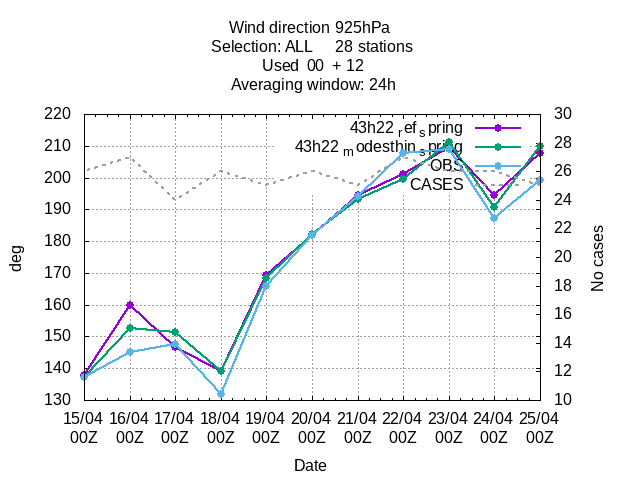 Wind direction 925hPa
Selection: ALL 28 stations
Used 00 + 12
Averaging window: 24h
220 30
43h22 ref spring
43h22 modesthin spring
OBS
CASES
210 28
200 26
190 24
180 22
170 20
160 18
150 16
140 14
130 12
10
deg
No cases
15/04 16/04 17/04 18/04 19/04 20/04 21/04 22/04 23/04 24/04 25/04
00Z 00Z 00Z 00Z 00Z 00Z 00Z 00Z 00Z 00Z 00Z
Date